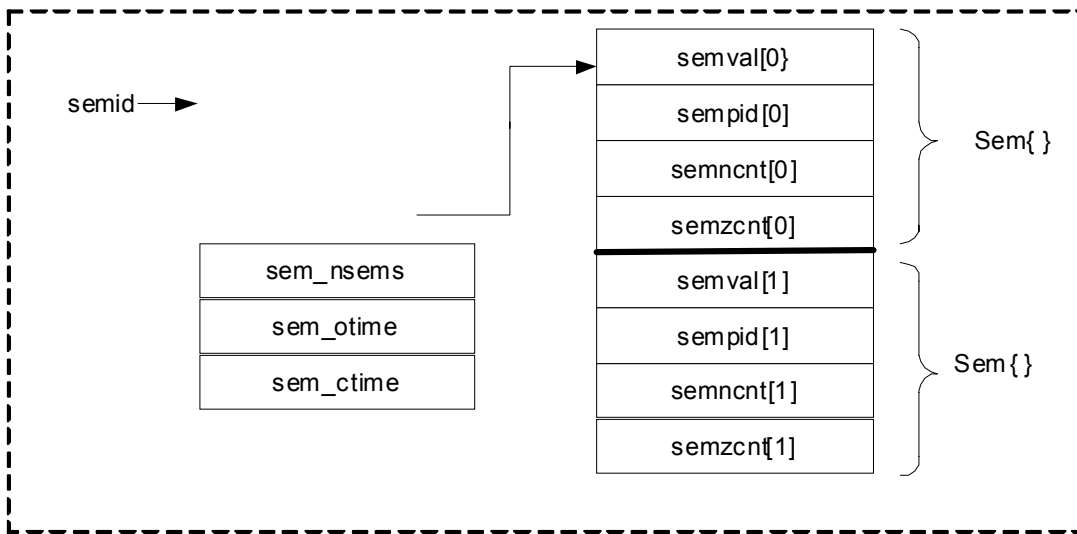 semid
sem_nsems
sem_otime
sem_ctime
semval[0}
sempid[0]
semncnt[0]
semzcnt[0]
Sem{ }
semval[1]
sempid[1]
semncnt[1]
semzcnt[1]
Sem{ }